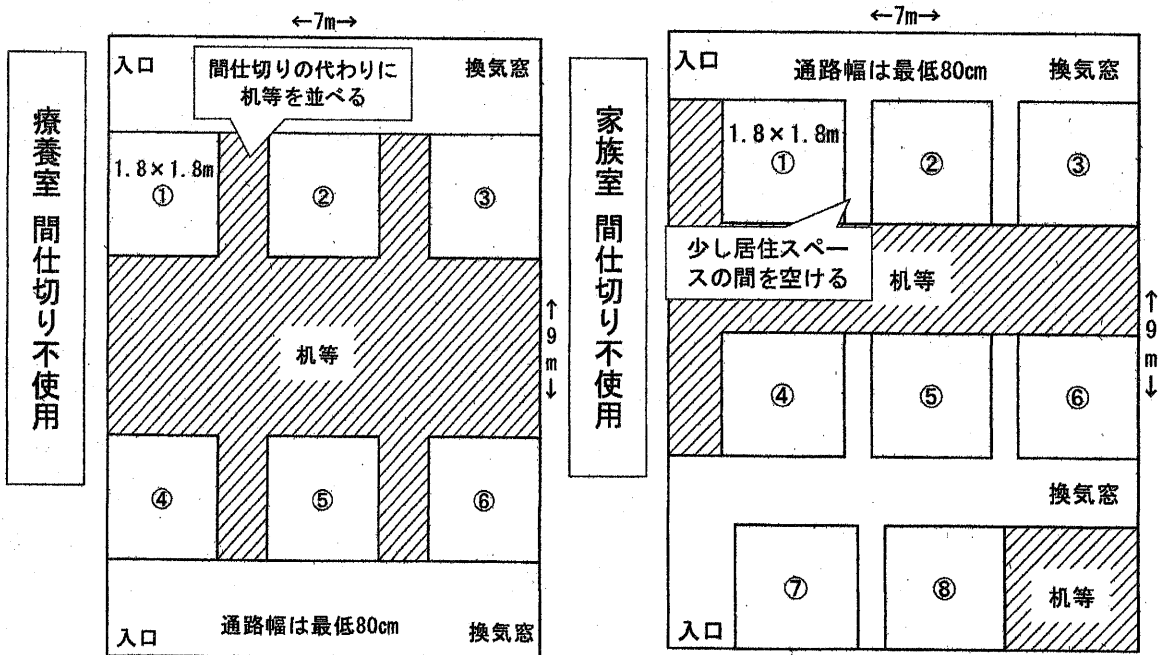 療養室 間仕切り不使用
←7m→
入口
間仕切りの代わりに
机等を並べる
換気窓
1.8×1.8m
①
②
③
机等
↑9m↓
④
⑤
⑥
入口
通路幅は最低80cm
換気窓
家族室 間仕切り不使用
←7m→
入口
通路幅は最低80cm
換気窓
1.8×1.8m
①
②
③
少し居住スペー
スの間を空ける
机等
↑9m↓
④
⑤
⑥
換気窓
⑦
⑧
机等
入口